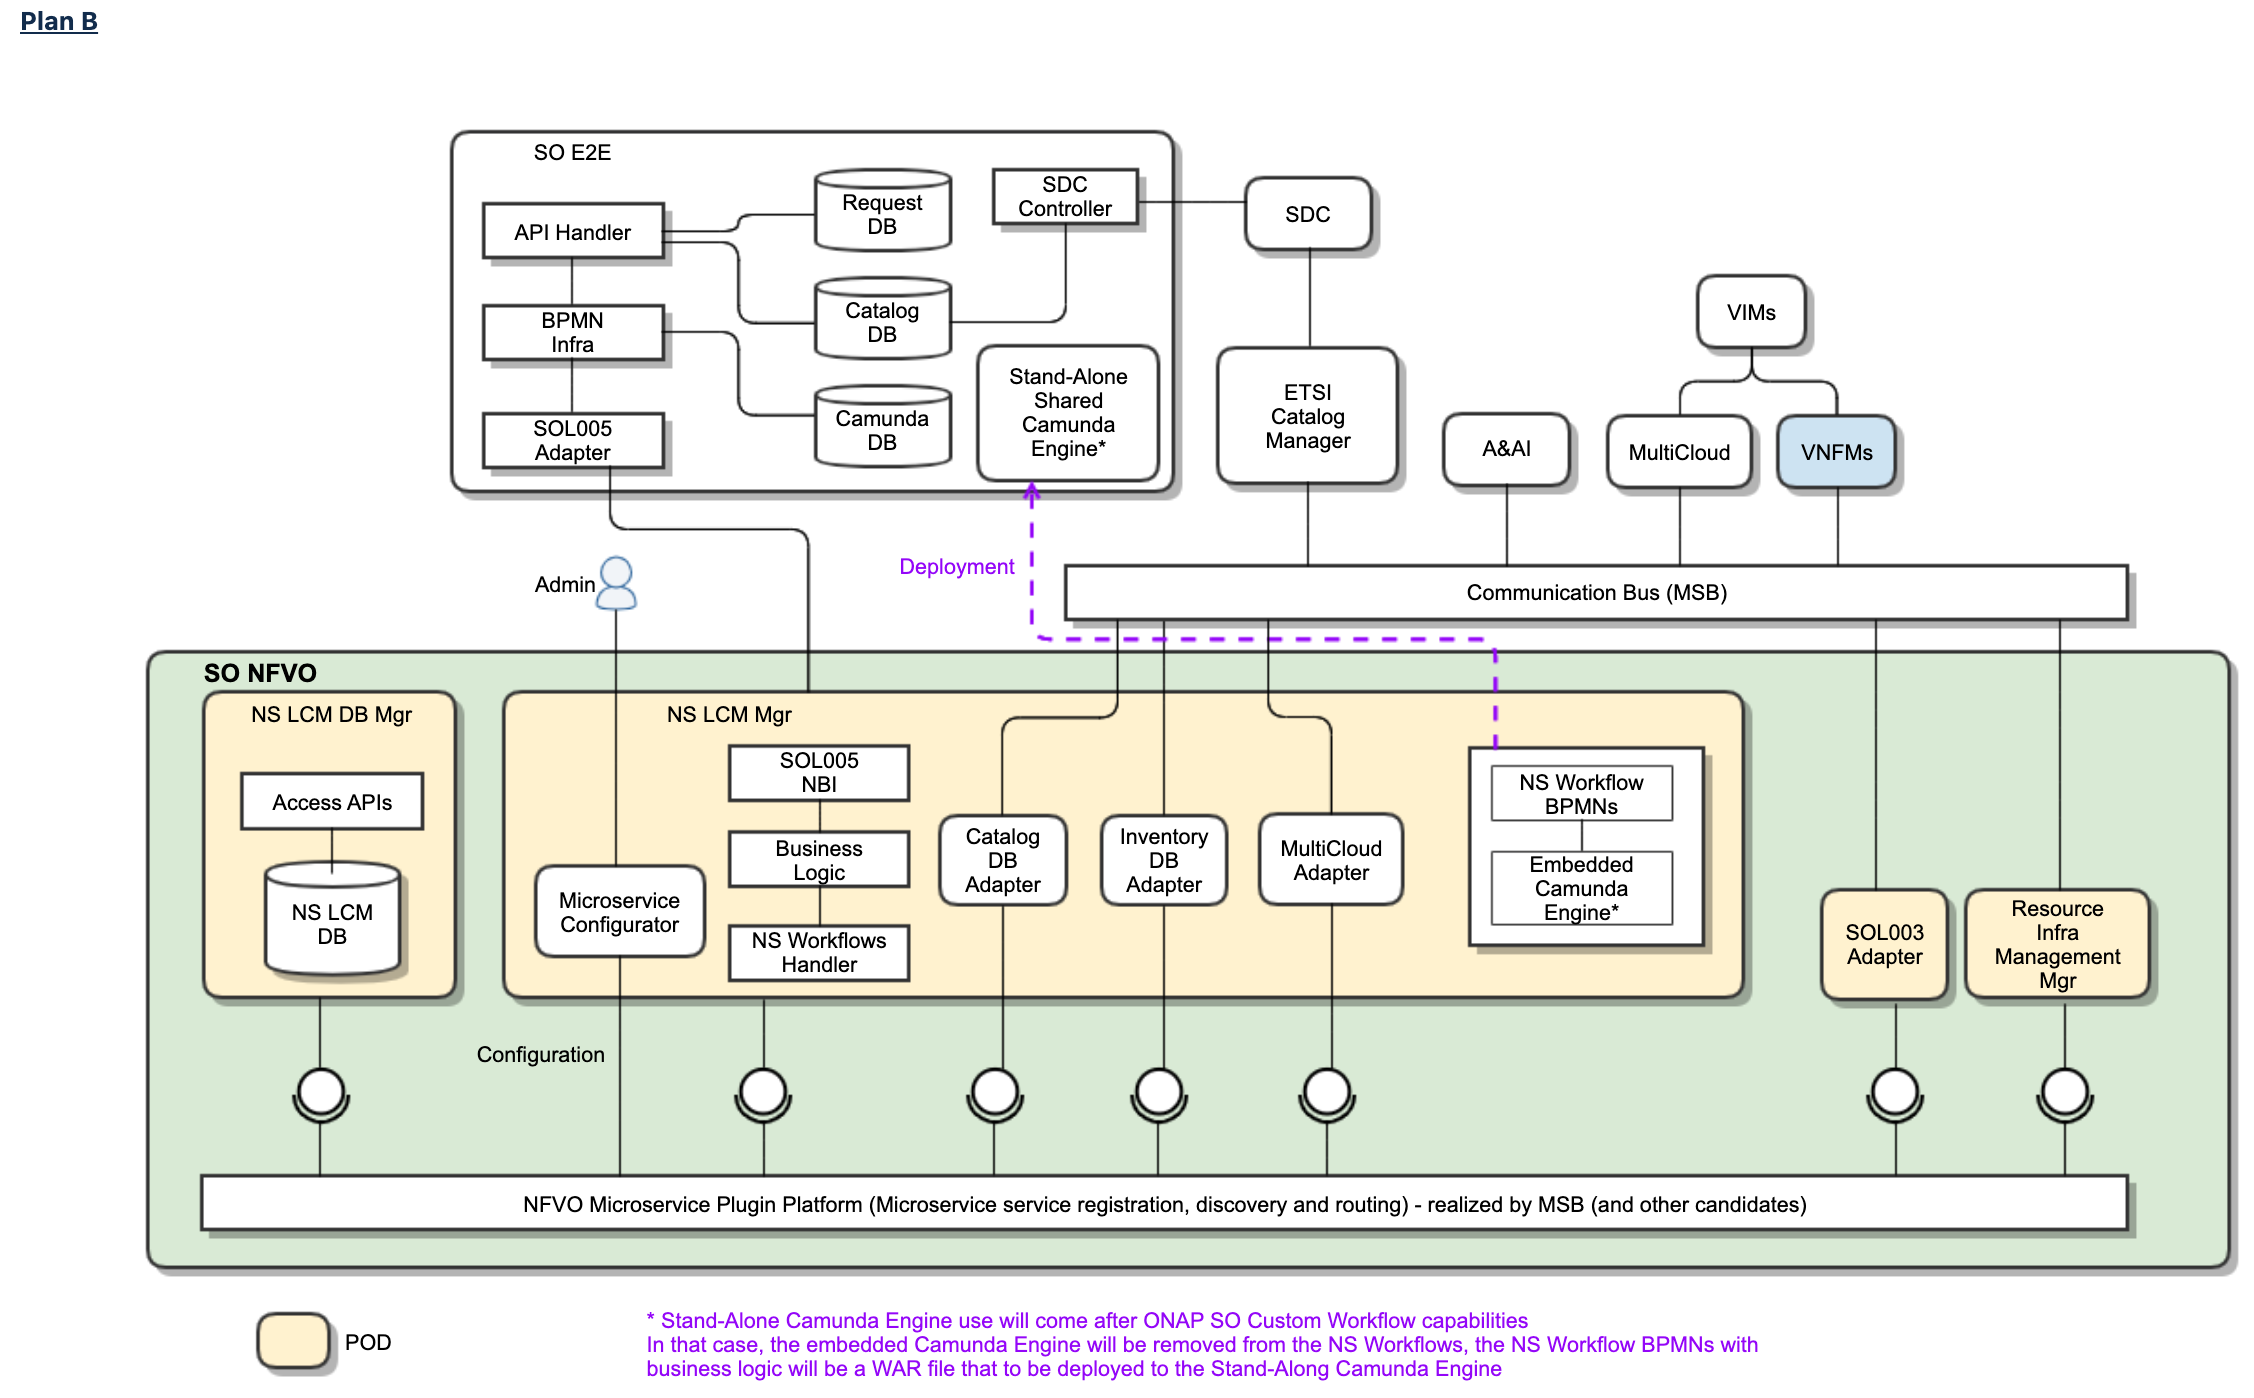 Plan B
SO E2E
API Handler
BPMN
Infra
SOL005
Adapter
Request
DB
Catalog
DB
Camunda
DB
SDC
Controller
Stand-Alone
Shared
Camunda
Engine*
SDC
ETSI
Catalog
Manager
A&AI
VIMs
MultiCloud
VNFMs
Admin
Deployment
Communication Bus (MSB)
SO NFVO
NS LCM DB Mgr
Access APIs
NS LCM
DB
NS LCM Mgr
Microservice
Configurator
SOL005
NBI
Business
Logic
NS Workflows
Handler
Catalog
DB
Adapter
Inventory
DB
Adapter
MultiCloud
Adapter
NS Workflow
BPMNs
Embedded
Camunda
Engine*
SOL003
Adapter
Resource
Infra
Management
Mgr
Configuration
NFVO Microservice Plugin Platform (Microservice service registration, discovery and routing) - realized by MSB (and other candidates)
POD
* Stand-Alone Camunda Engine use will come after ONAP SO Custom Workflow capabilities
In that case, the embedded Camunda Engine will be removed from the NS Workflows, the NS Workflow BPMNs with
business logic will be a WAR file that to be deployed to the Stand-Along Camunda Engine